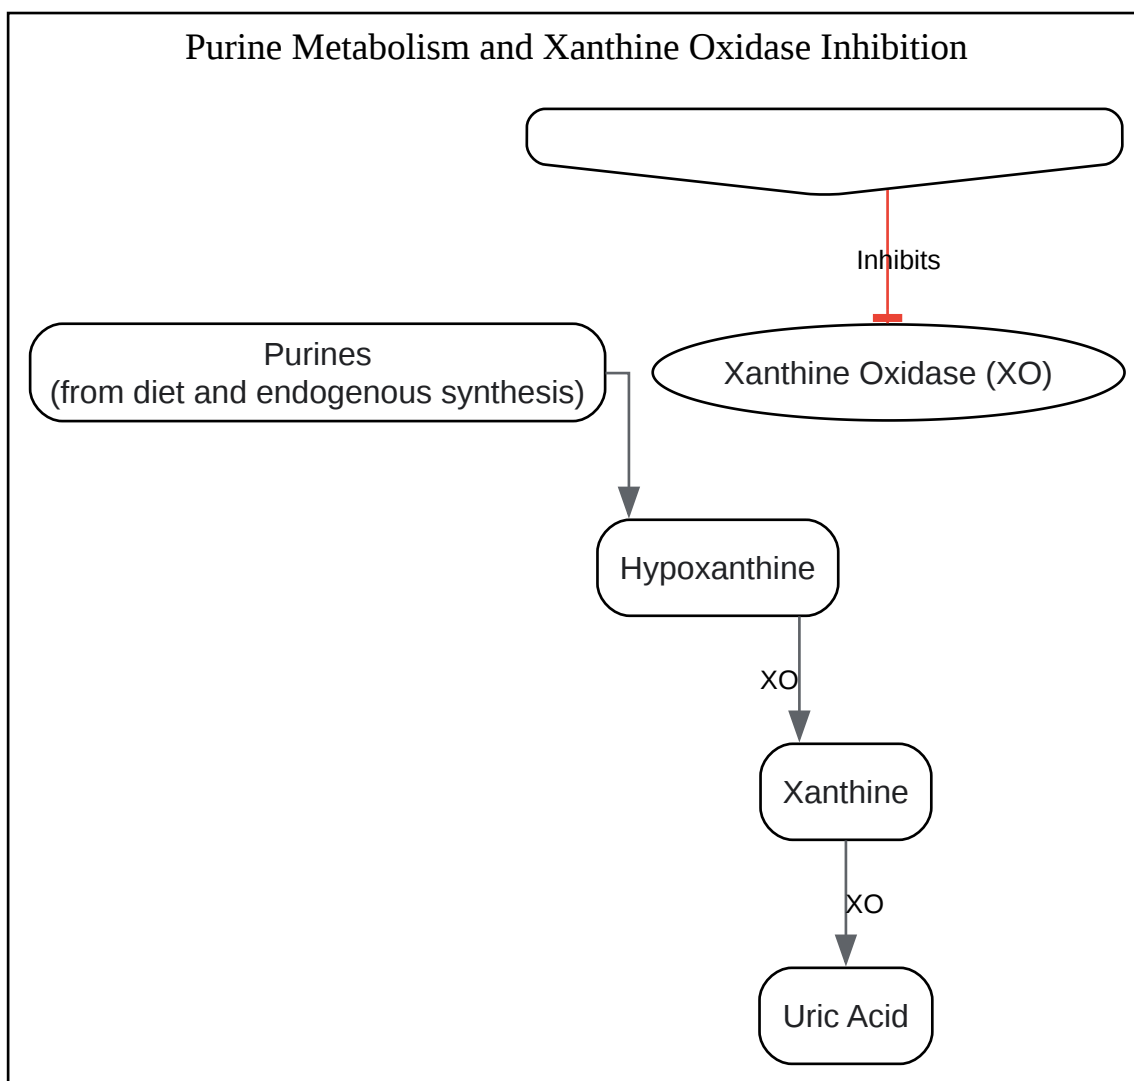 Purine Metabolism and Xanthine Oxidase Inhibition
Inhibits
Purines
(from diet and endogenous synthesis)
Xanthine Oxidase (XO)
Hypoxanthine
XO
Xanthine
XO
Uric Acid